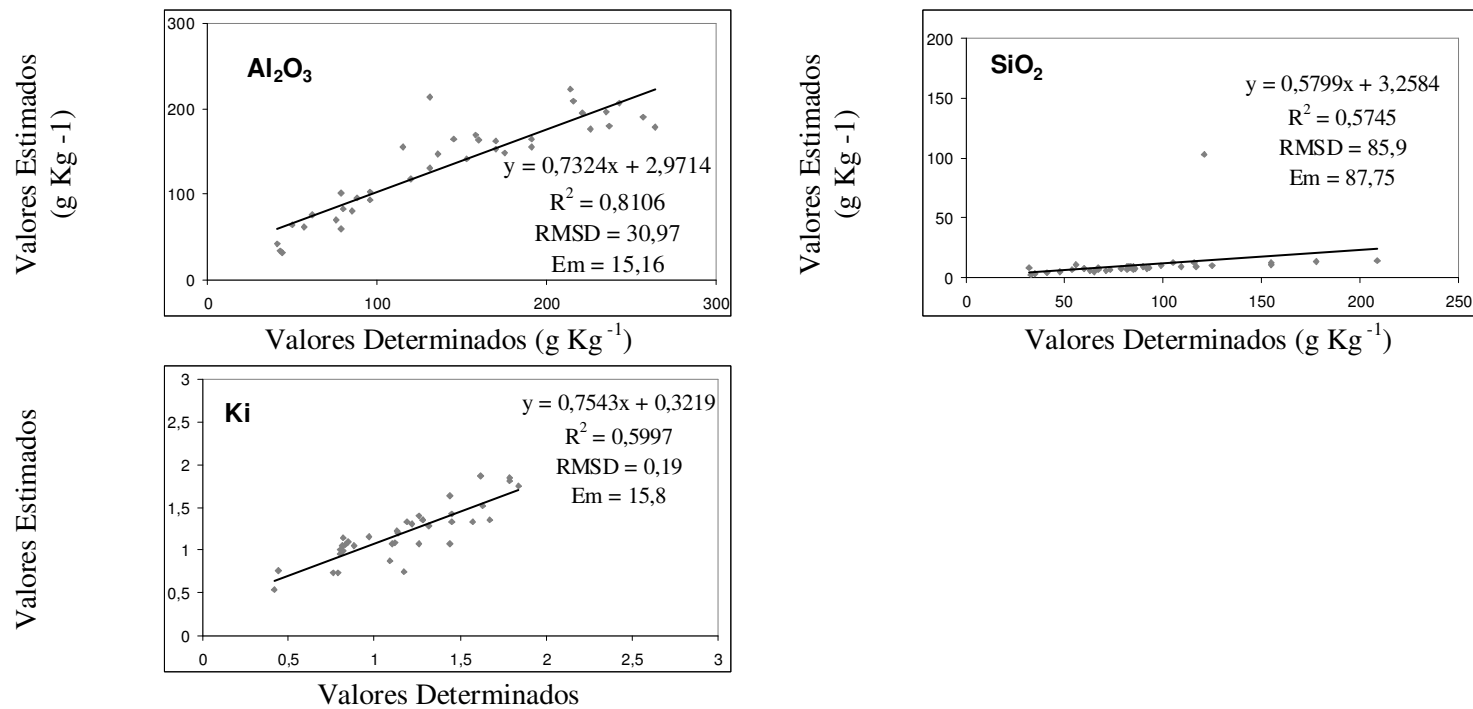 Valores Estimados
(g Kg -1)
300
200
100
0
Al₂O₃
y = 0,7324x + 2,9714
R² = 0,8106
RMSD = 30,97
Em = 15,16
0 100 200 300
Valores Determinados (g Kg⁻¹)
Valores Estimados
(g Kg -1)
200
150
100
50
0
SiO₂
y = 0,5799x + 3,2584
R² = 0,5745
RMSD = 85,9
Em = 87,75
0 50 100 150 200 250
Valores Determinados (g Kg⁻¹)
Valores Estimados
3
2,5
2
1,5
1
0,5
0
Ki
y = 0,7543x + 0,3219
R² = 0,5997
RMSD = 0,19
Em = 15,8
0 0,5 1 1,5 2 2,5 3
Valores Determinados